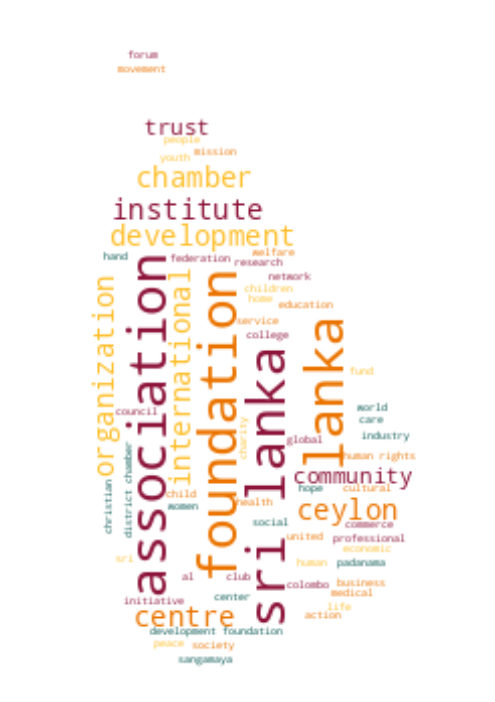 forum
movement
trust
people
mission
youth
chamber
institute
development
hand
federation
welfare
research
network
children
home
education
service
college
organization
association
international
foundation
sri lanka
lanka
fund
council
charity
world
care
industry
global
human rights
community
christian
district chamber
child
women
health
hope
cultural
ceylon
social
commerce
united
professional
economic
sri
human
padanama
al
club
colombo
business
medical
initiative
center
life
action
centre
development foundation
peace
society
sangamaya